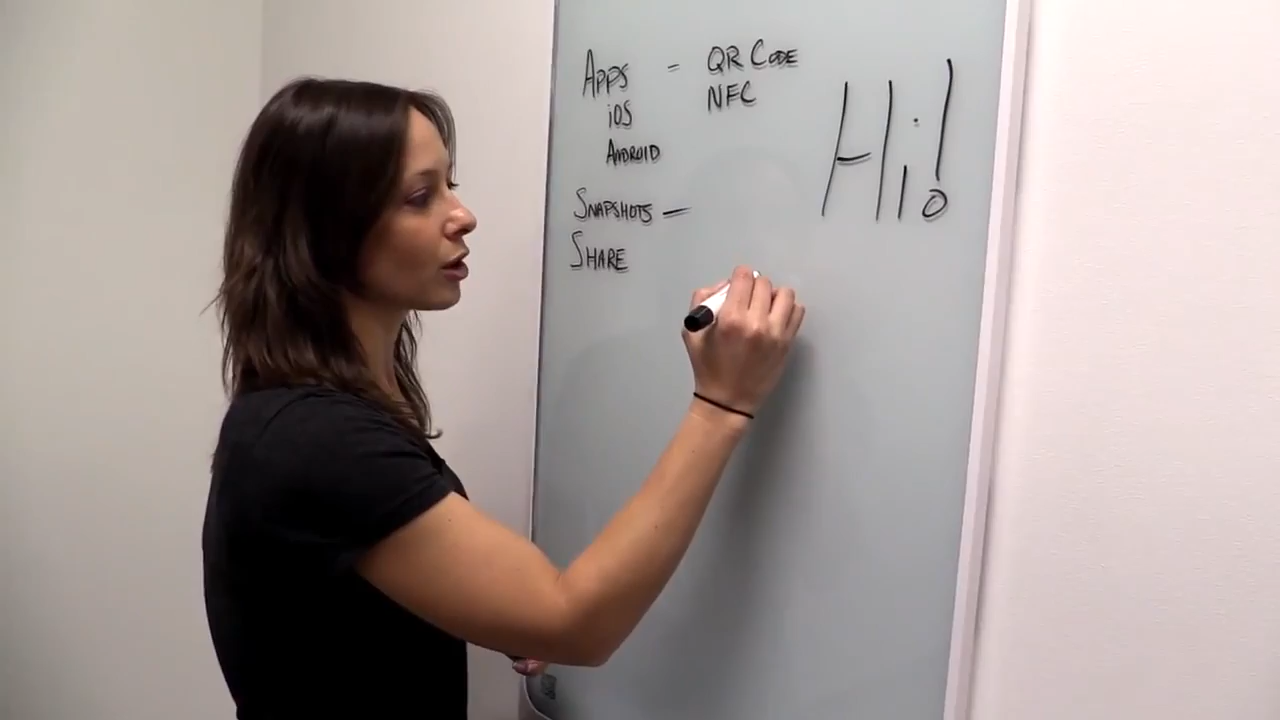 APPS = QR CODE
NFC
iOS
ANDROID
SNAPSHOTS —
SHARE
Hi!